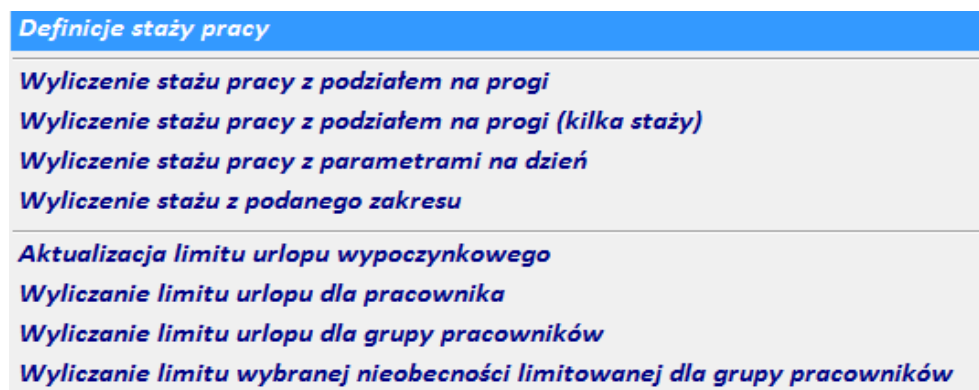 Definicje staży pracy
Wyliczenie stażu pracy z podziałem na progi
Wyliczenie stażu pracy z podziałem na progi (kilka staży)
Wyliczenie stażu pracy z parametrami na dzień
Wyliczenie stażu z podanego zakresu
Aktualizacja limitu urlopu wypoczynkowego
Wyliczanie limitu urlopu dla pracownika
Wyliczanie limitu urlopu dla grupy pracowników
Wyliczanie limitu wybranej nieobecności limitowanej dla grupy pracowników